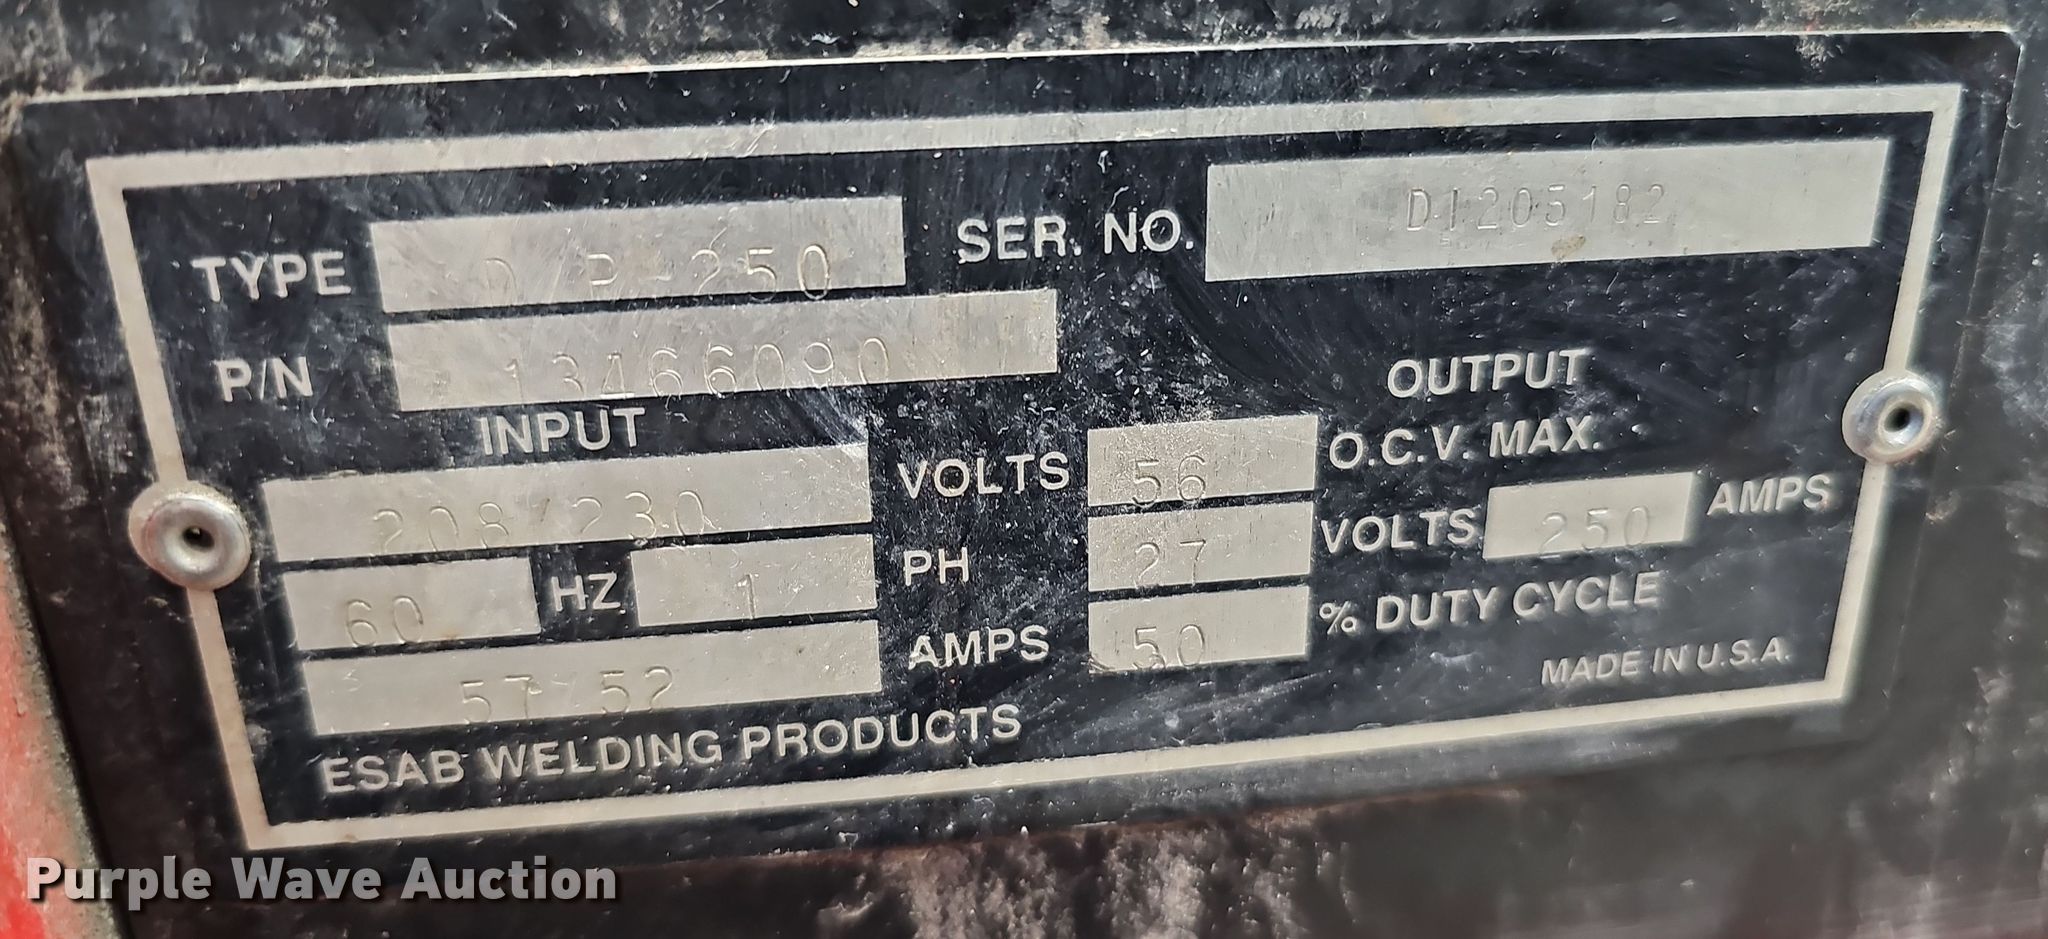 TYPE D/P-250 SER. NO. D1205182
P/N 13466090
INPUT OUTPUT
208/230 VOLTS 56 O.C.V. MAX.
60 HZ 1 PH 27 VOLTS 250 AMPS
57/52 AMPS 50 % DUTY CYCLE
MADE IN U.S.A.
ESAB WELDING PRODUCTS
Purple Wave Auction